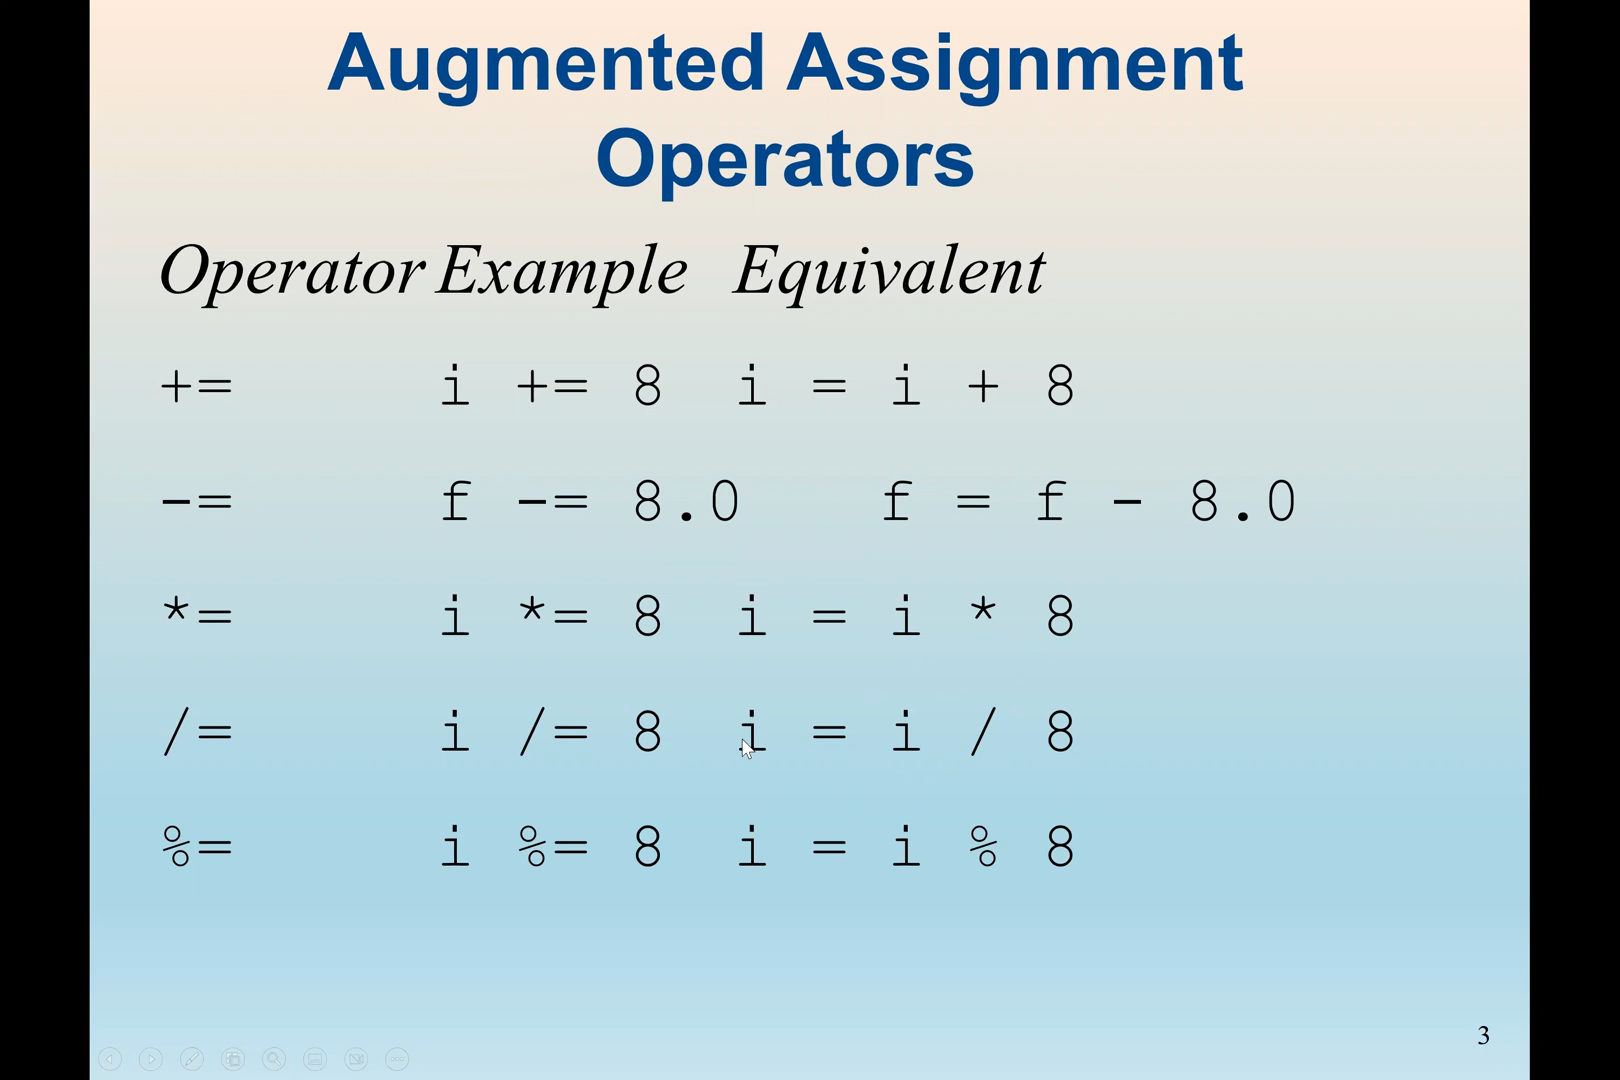 Augmented Assignment
Operators
Operator Example Equivalent
+= i += 8 i = i + 8
-= f -= 8.0 f = f - 8.0
*= i *= 8 i = i * 8
/= i /= 8 i = i / 8
%= i %= 8 i = i % 8
3